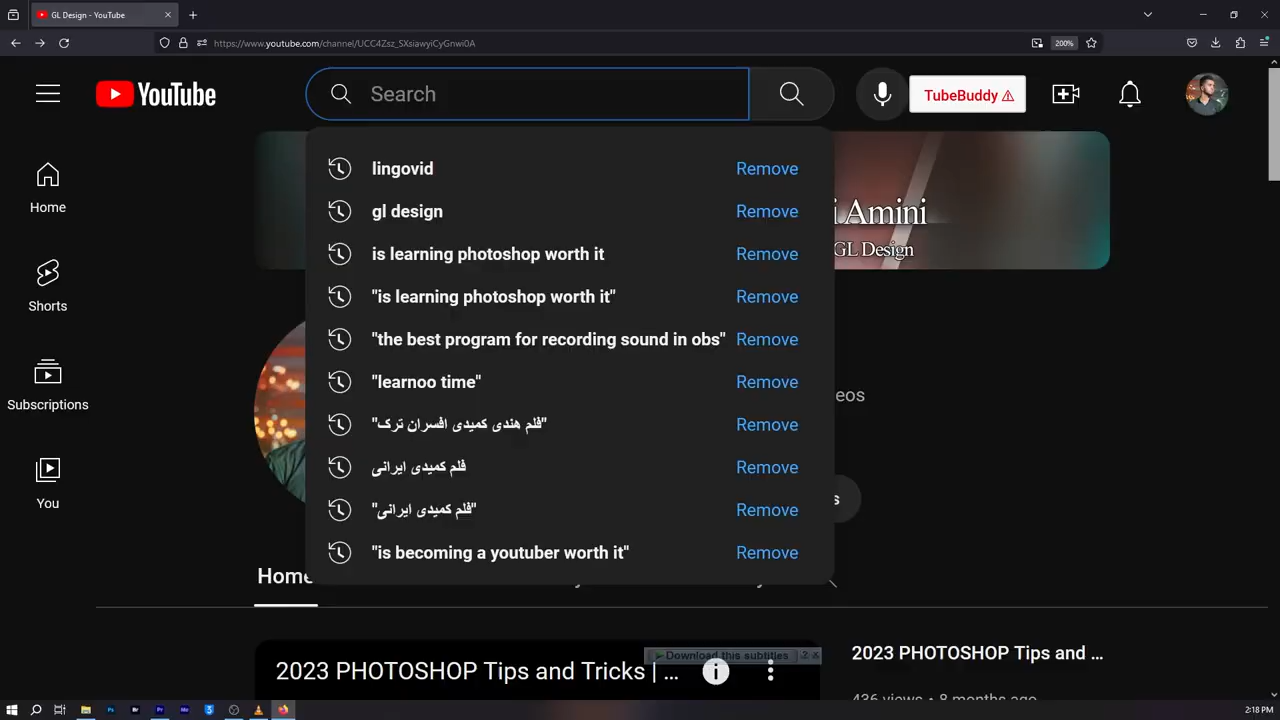 GL Design - YouTube
https://www.youtube.com/channel/UCC4Zsz_SXsiawyiCyGnwi0A
200%
YouTube
Search
TubeBuddy
lingovid
Remove
gl design
Remove
is learning photoshop worth it
Remove
"is learning photoshop worth it"
Remove
"the best program for recording sound in obs"
Remove
"learnoo time"
Remove
"فلم هندی کمیدی افسران ترک"
Remove
فلم کمیدی ایرانی
Remove
"فلم کمیدی ایرانی"
Remove
"is becoming a youtuber worth it"
Remove
i Amini
GL Design
Home
Shorts
Subscriptions
You
eos
s
Home
2023 PHOTOSHOP Tips and Tricks | ...
Download this subtitles ? x
2023 PHOTOSHOP Tips and ...
436 views • 8 months ago
2:18 PM